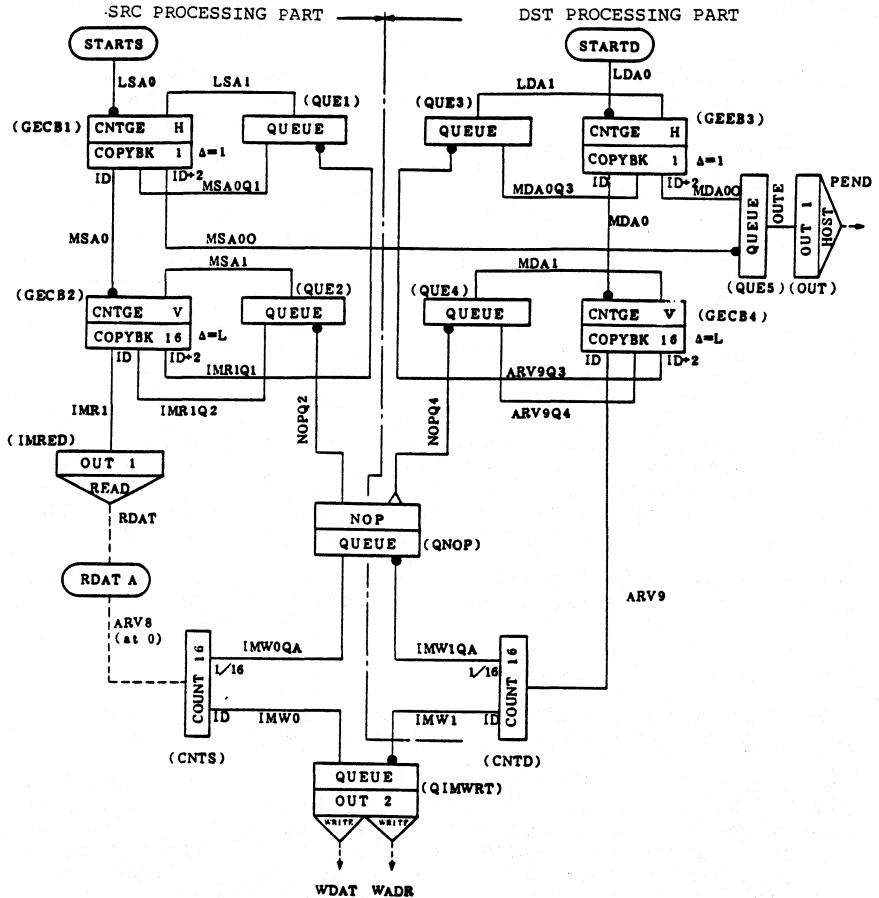 SRC PROCESSING PART
DST PROCESSING PART
STARTS
STARTD
LSA0
LDA0
LSA1
(QUE1)
(QUE3)
LDA1
(GECB1)
CNTGE H
QUEUE
QUEUE
CNTGE H
(GEEB3)
COPYBK 1
Δ=1
COPYBK 1
Δ=1
ID
ID+2
MSA0Q1
MDA0Q3
ID
ID+2
MDA0O
QUEUE
OUTE
OUT 1
HOST
PEND
MSA0
MSA0O
MDA0
MSA1
MDA1
(QUE5)
(OUT)
(GECB2)
(QUE2)
(QUE4)
CNTGE V
QUEUE
QUEUE
CNTGE V
(GECB4)
COPYBK 16
Δ=L
COPYBK 16
Δ=L
ID
ID+2
IMR1Q1
ARV9Q3
ID
ID+2
IMR1
IMR1Q2
NOPQ2
NOPQ4
ARV9Q4
(IMRED)
OUT 1
READ
RDAT
NOP
QUEUE
(QNOP)
RDAT A
ARV9
ARV8
(at 0)
COUNT 16
IMW0QA
1/16
IMW1QA
1/16
COUNT 16
ID
IMW0
IMW1
ID
(CNTS)
(CNTD)
QUEUE
(QIMWRT)
OUT 2
WRITE
WRITE
WDAT
WADR